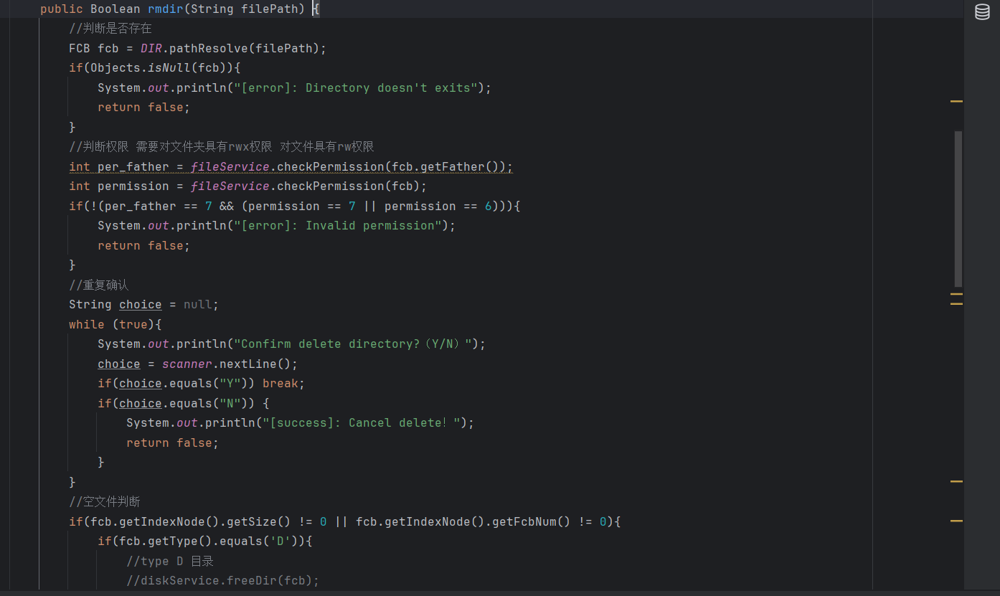 public Boolean rmdir(String filePath) {
//判断是否存在
FCB fcb = DIR.pathResolve(filePath);
if(Objects.isNull(fcb)){
System.out.println("[error]: Directory doesn't exits");
return false;
}
//判断权限 需要对文件夹具有rwx权限 对文件具有rw权限
int per_father = fileService.checkPermission(fcb.getFather());
int permission = fileService.checkPermission(fcb);
if(!(per_father == 7 && (permission == 7 || permission == 6))){
System.out.println("[error]: Invalid permission");
return false;
}
//重复确认
String choice = null;
while (true){
System.out.println("Confirm delete directory?（Y/N）");
choice = scanner.nextLine();
if(choice.equals("Y")) break;
if(choice.equals("N")) {
System.out.println("[success]: Cancel delete！");
return false;
}
}
//空文件判断
if(fcb.getIndexNode().getSize() != 0 || fcb.getIndexNode().getFcbNum() != 0){
if(fcb.getType().equals('D')){
//type D 目录
//diskService.freeDir(fcb);